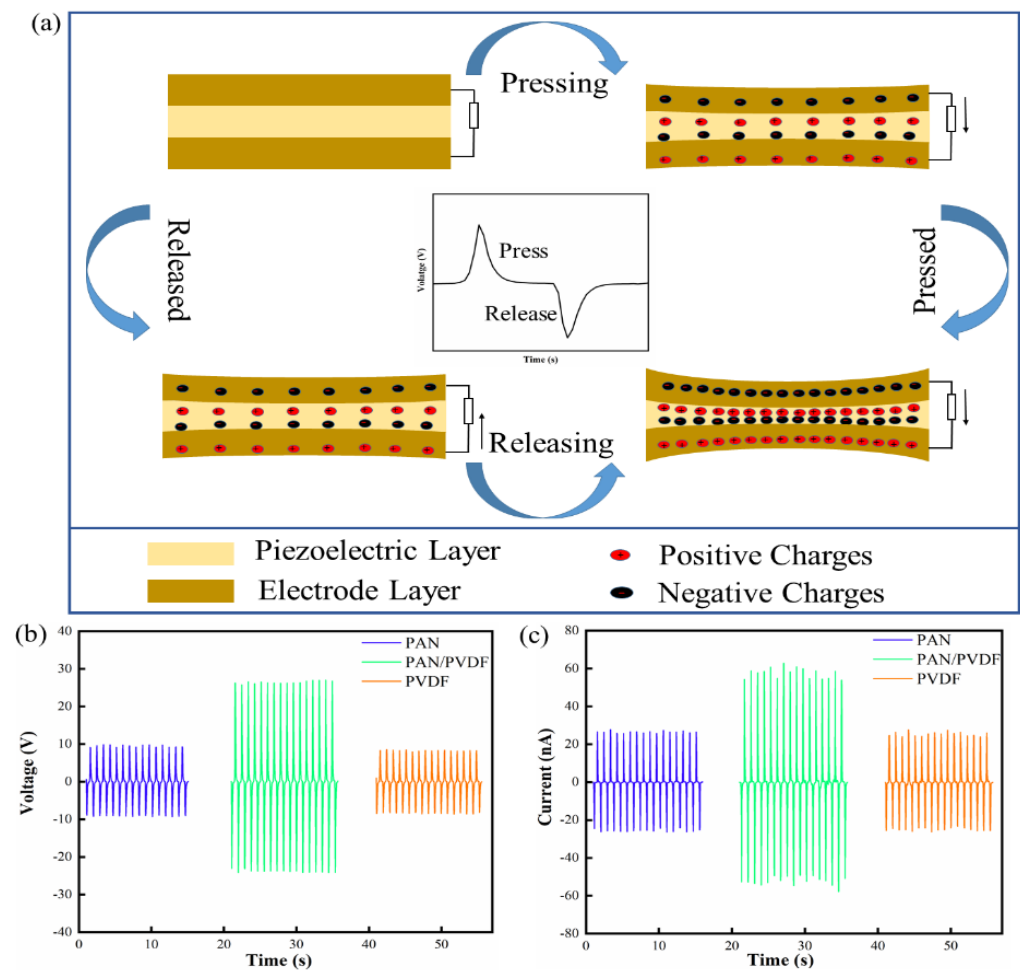 (a)
Pressing
Released
Pressed
Volatge (V)
Press
Release
Time (s)
Releasing
Piezoelectric Layer
Positive Charges
Electrode Layer
Negative Charges
(b)
40
30
20
10
0
-10
-20
-30
-40
Voltage (V)
PAN
PAN/PVDF
PVDF
0
10
20
30
40
50
Time (s)
(c)
80
60
40
20
0
-20
-40
-60
-80
Current (nA)
PAN
PAN/PVDF
PVDF
0
10
20
30
40
50
Time (s)